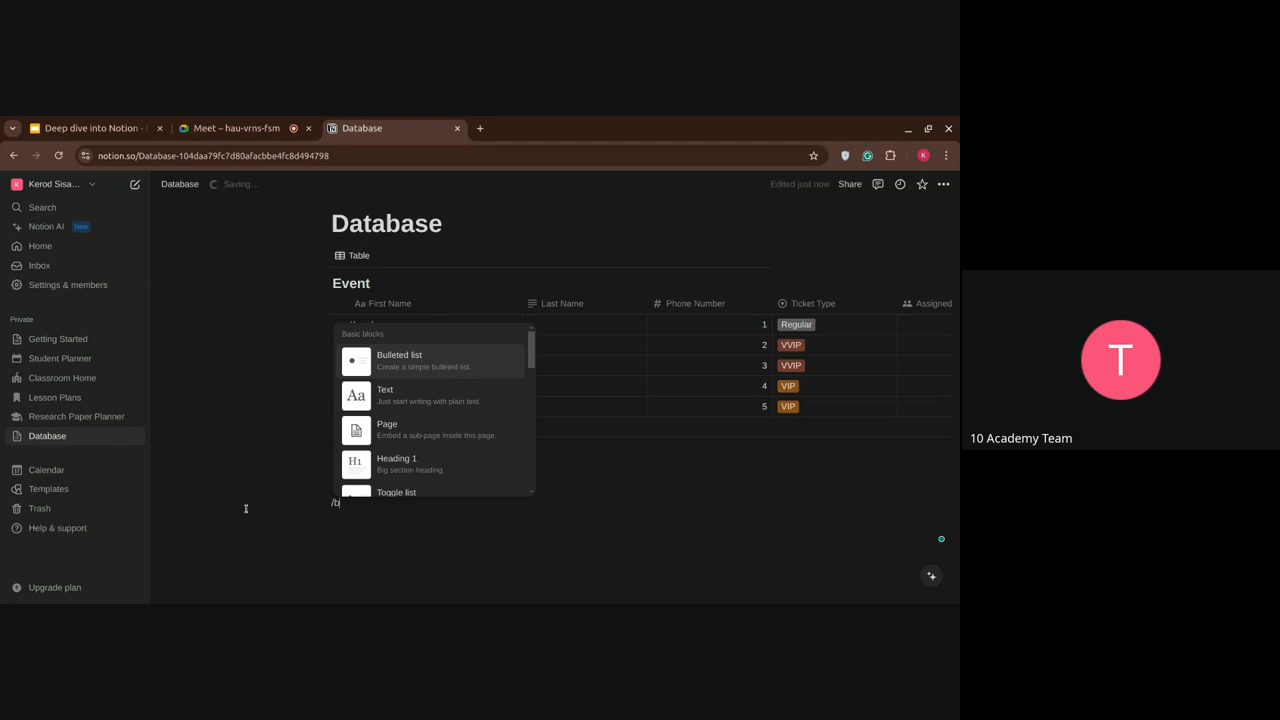 Deep dive into Notion -
Meet – hau-vrns-fsm
Database
notion.so/Database-104daa79fc7d80afacbbe4fc8d494798
K
K
Kerod Sisa...
Database
Saving...
Edited just now
Share
Search
Notion AI
New
Home
Inbox
Settings & members
Private
Getting Started
Student Planner
Classroom Home
Lesson Plans
Research Paper Planner
Database
Calendar
Templates
Trash
Help & support
Upgrade plan
Database
Table
Event
Aa First Name
Last Name
# Phone Number
Ticket Type
Assigned
1 Regular
2 VVIP
3 VVIP
4 VIP
5 VIP
Basic blocks
Bulleted list
Create a simple bulleted list.
Aa
Text
Just start writing with plain text.
Page
Embed a sub-page inside this page.
H1
Heading 1
Big section heading.
Toggle list
/b
T
10 Academy Team